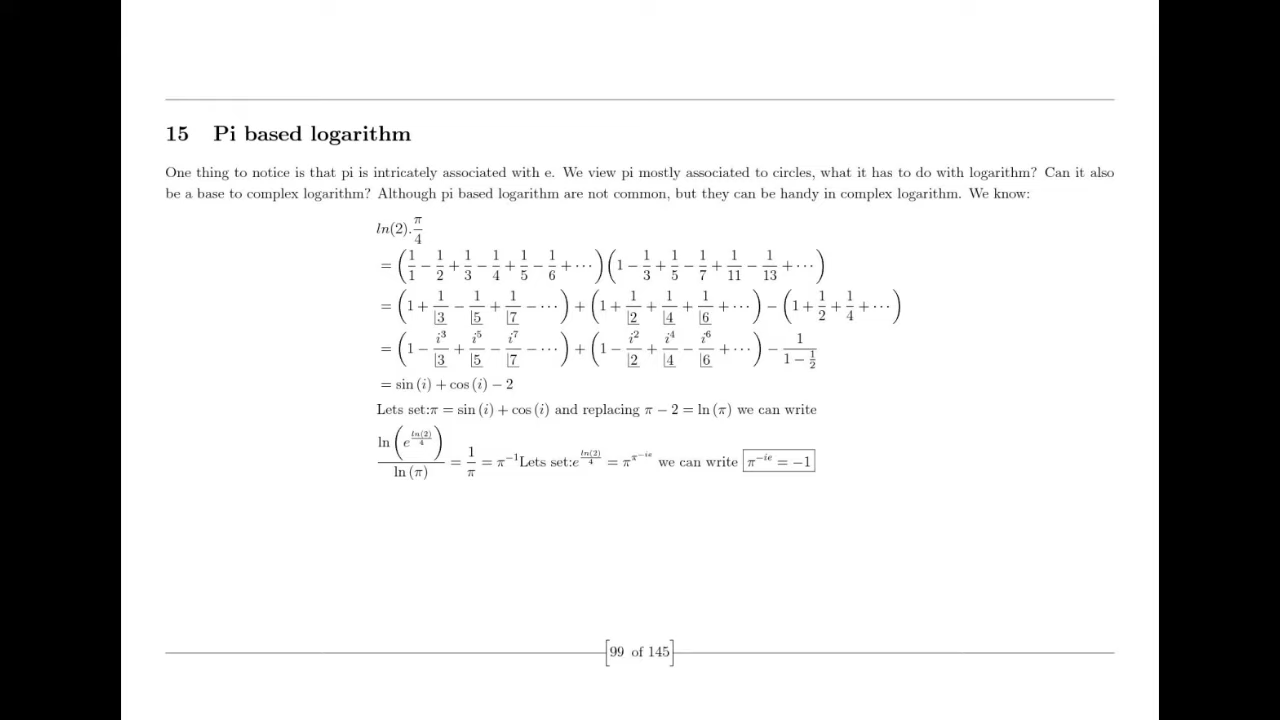 15 Pi based logarithm
One thing to notice is that pi is intricately associated with e. We view pi mostly associated to circles, what it has to do with logarithm? Can it also
be a base to complex logarithm? Although pi based logarithm are not common, but they can be handy in complex logarithm. We know:
ln(2).π/4
= (1/1 − 1/2 + 1/3 − 1/4 + 1/5 − 1/6 + ···)(1 − 1/3 + 1/5 − 1/7 + 1/11 − 1/13 + ···)
= (1 + 1/⌊3 − 1/⌊5 + 1/⌊7 − ···) + (1 + 1/⌊2 + 1/⌊4 + 1/⌊6 + ···) − (1 + 1/2 + 1/4 + ···)
= (1 − i^3/⌊3 + i^5/⌊5 − i^7/⌊7 − ···) + (1 − i^2/⌊2 + i^4/⌊4 − i^6/⌊6 + ···) − 1/(1 − 1/2)
= sin (i) + cos (i) − 2
Lets set:π = sin (i) + cos (i) and replacing π − 2 = ln (π) we can write
ln (e^(ln(2)/4)) / ln (π) = 1/π = π^−1Lets set:e^(ln(2)/4) = π^π^−ie we can write π^−ie = −1
99 of 145